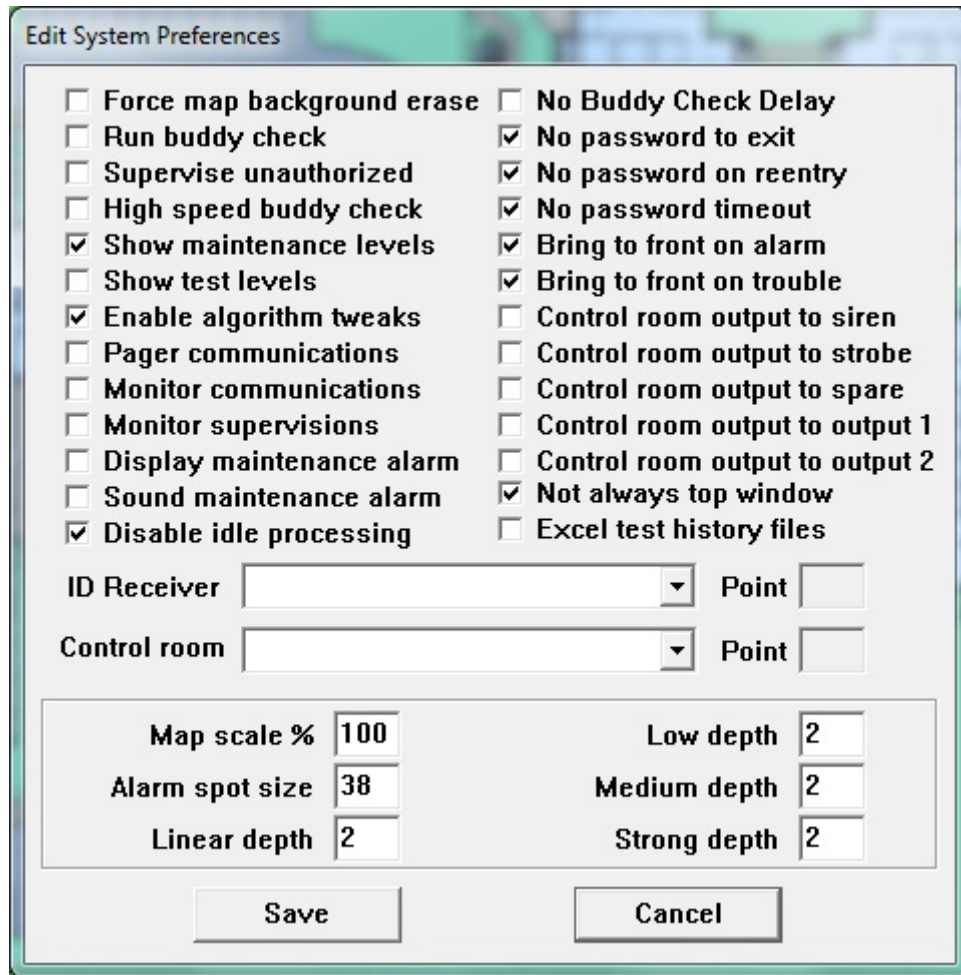 Edit System Preferences
Force map background erase
Run buddy check
Supervise unauthorized
High speed buddy check
Show maintenance levels
Show test levels
Enable algorithm tweaks
Pager communications
Monitor communications
Monitor supervisions
Display maintenance alarm
Sound maintenance alarm
Disable idle processing
No Buddy Check Delay
No password to exit
No password on reentry
No password timeout
Bring to front on alarm
Bring to front on trouble
Control room output to siren
Control room output to strobe
Control room output to spare
Control room output to output 1
Control room output to output 2
Not always top window
Excel test history files
ID Receiver Point
Control room Point
Map scale % 100
Alarm spot size 38
Linear depth 2
Low depth 2
Medium depth 2
Strong depth 2
Save Cancel